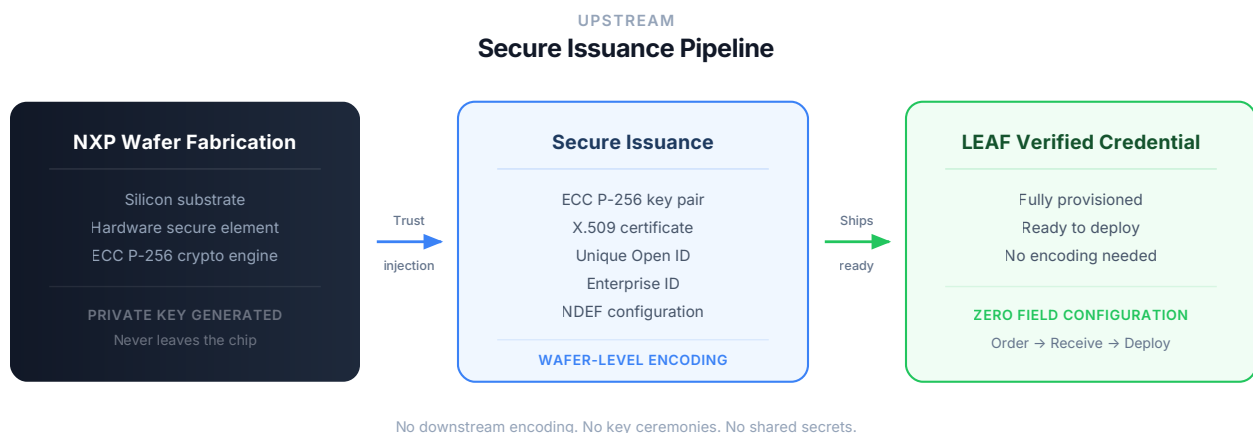 UPSTREAM
Secure Issuance Pipeline
NXP Wafer Fabrication
Silicon substrate
Hardware secure element
ECC P-256 crypto engine
PRIVATE KEY GENERATED
Never leaves the chip
Trust
injection
Secure Issuance
ECC P-256 key pair
X.509 certificate
Unique Open ID
Enterprise ID
NDEF configuration
WAFER-LEVEL ENCODING
Ships
ready
LEAF Verified Credential
Fully provisioned
Ready to deploy
No encoding needed
ZERO FIELD CONFIGURATION
Order → Receive → Deploy
No downstream encoding. No key ceremonies. No shared secrets.